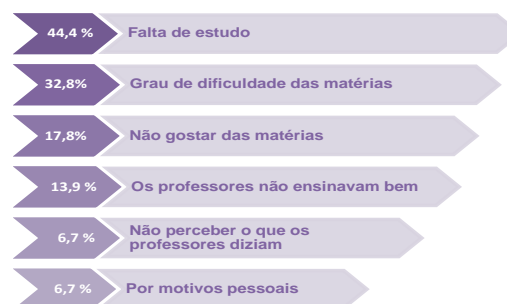 44,4 % Falta de estudo
32,8% Grau de dificuldade das matérias
17,8% Não gostar das matérias
13,9 % Os professores não ensinavam bem
6,7 % Não perceber o que os
professores diziam
6,7 % Por motivos pessoais